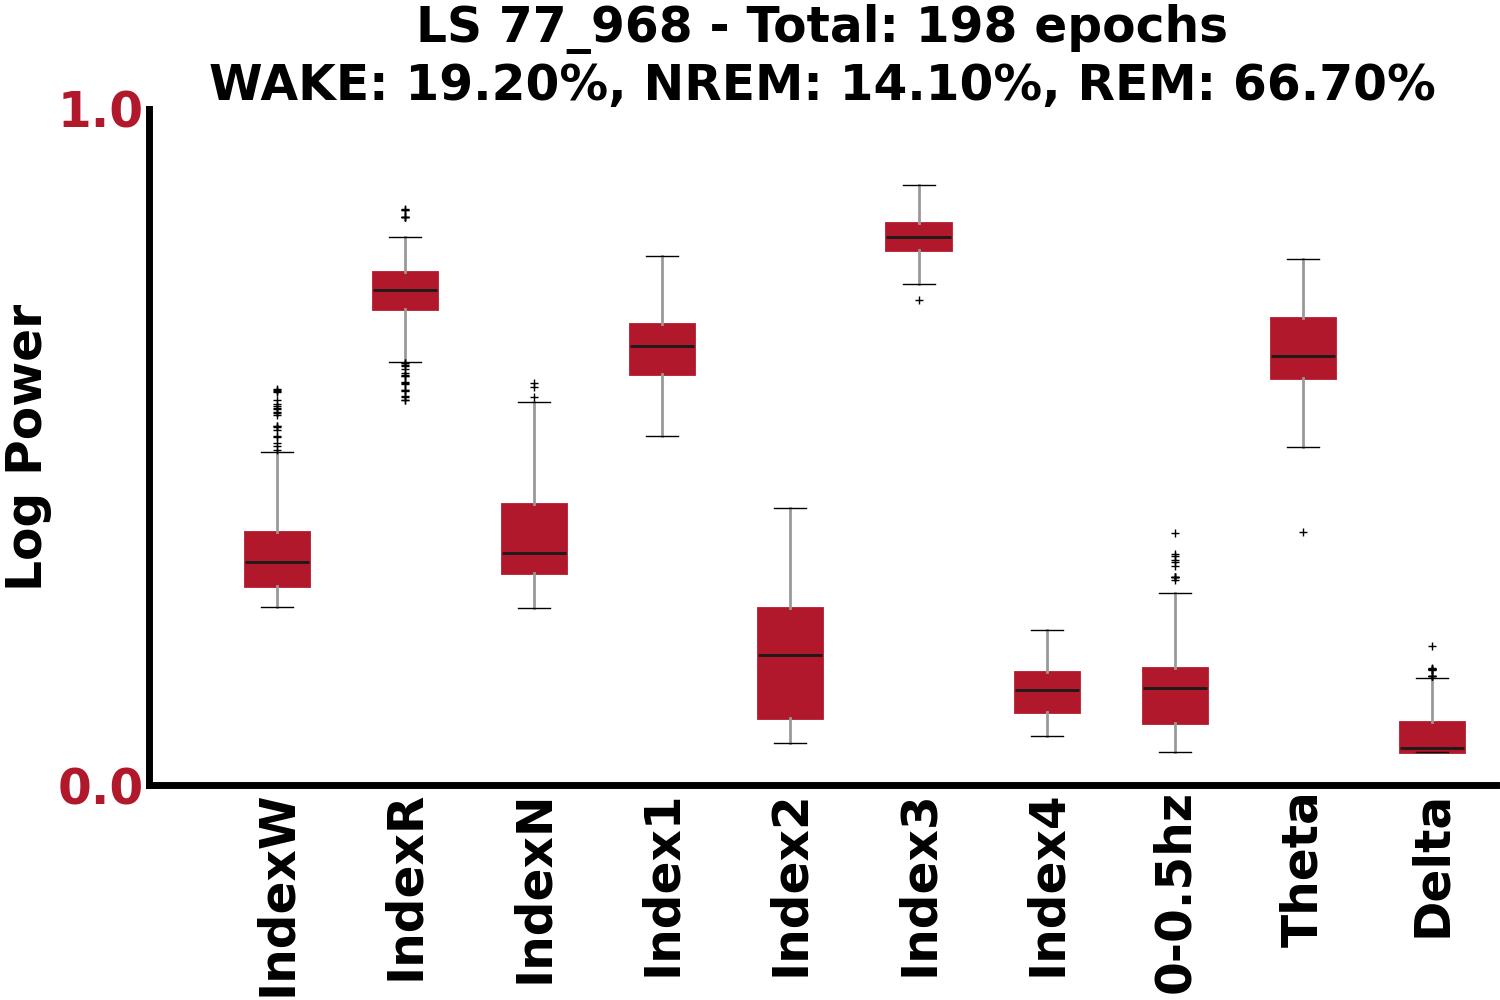 LS 77_968 - Total: 198 epochs
WAKE: 19.20%, NREM: 14.10%, REM: 66.70%
1.0
Log Power
0.0
IndexW
IndexR
IndexN
Index1
Index2
Index3
Index4
0-0.5hz
Theta
Delta